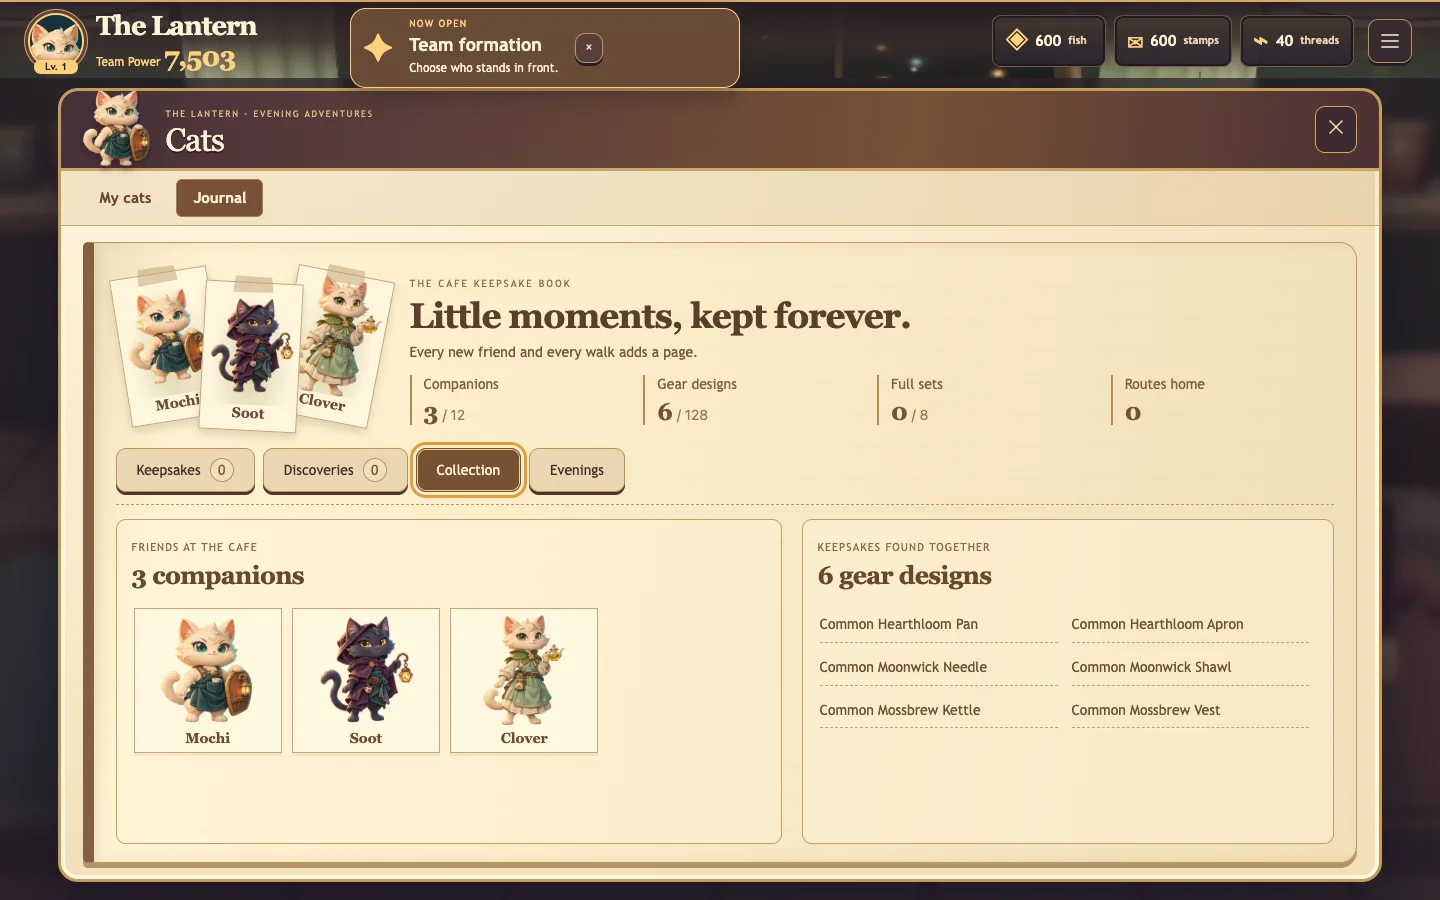 The Lantern
Team Power 7,503
Lv. 1
NOW OPEN
Team formation
Choose who stands in front.
×
600 fish
600 stamps
40 threads
THE LANTERN · EVENING ADVENTURES
Cats
My cats
Journal
Mochi
Soot
Clover
THE CAFE KEEPSAKE BOOK
Little moments, kept forever.
Every new friend and every walk adds a page.
Companions
3 / 12
Gear designs
6 / 128
Full sets
0 / 8
Routes home
0
Keepsakes 0
Discoveries 0
Collection
Evenings
FRIENDS AT THE CAFE
3 companions
Mochi
Soot
Clover
KEEPSAKES FOUND TOGETHER
6 gear designs
Common Hearthloom Pan
Common Hearthloom Apron
Common Moonwick Needle
Common Moonwick Shawl
Common Mossbrew Kettle
Common Mossbrew Vest